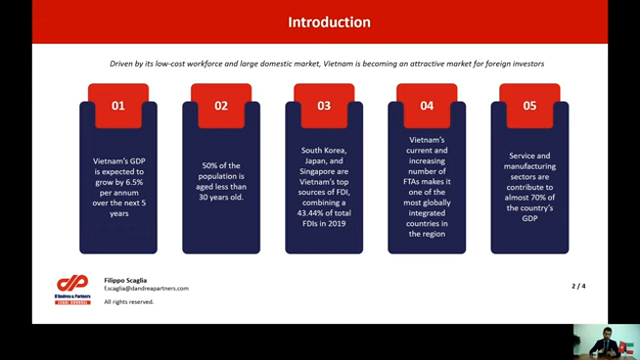 Introduction
Driven by its low-cost workforce and large domestic market, Vietnam is becoming an attractive market for foreign investors
01
Vietnam's GDP
is expected to
grow by 6.5%
per annum
over the next 5
years
02
50% of the
population is
aged less than
30 years old.
03
South Korea,
Japan, and
Singapore are
Vietnam's top
sources of FDI,
combining a
43.44% of total
FDIs in 2019
04
Vietnam's
current and
increasing
number of
FTAs makes it
one of the
most globally
integrated
countries in
the region
05
Service and
manufacturing
sectors are
contribute to
almost 70% of
the country's
GDP
D'Andrea & Partners
LEGAL COUNSEL
Filippo Scaglia
f.scaglia@dandreapartners.com
All rights reserved.
2 / 4